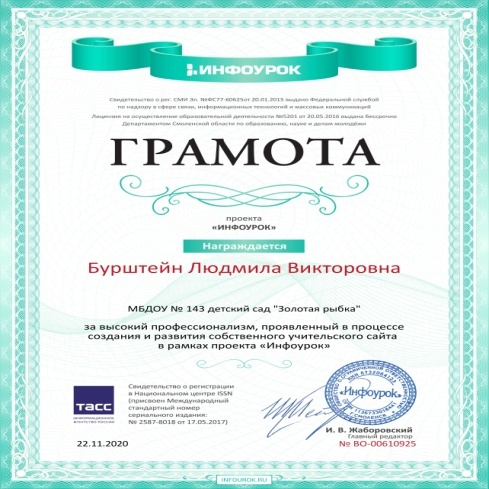 ИНФОУРОК
Свидетельство о рег. СМИ Эл. №ФС77-60625от 20.01.2015 выдано Федеральной службой
по надзору в сфере связи, информационных технологий и массовых коммуникаций
Лицензия на осуществление образовательной деятельности №5201 от 20.05.2016 выдана бессрочно
Департаментом Смоленской области по образованию, науке и делам молодёжи
ГРАМОТА
проекта
«ИНФОУРОК»
Награждается
Бурштейн Людмила Викторовна
МБДОУ № 143 детский сад "Золотая рыбка"
за высокий профессионализм, проявленный в процессе
создания и развития собственного учительского сайта
в рамках проекта «Инфоурок»
ТАСС
ИНФОРМАЦИОННОЕ
АГЕНТСТВО РОССИИ
Свидетельство о регистрации
в Национальном центре ISSN
(присвоен Международный
стандартный номер
сериального издания:
№ 2587-8018 от 17.05.2017)
«Инфоурок»
И. В. Жаборовский
Главный редактор
22.11.2020
№ ВО-00610925
INFOUROK.RU